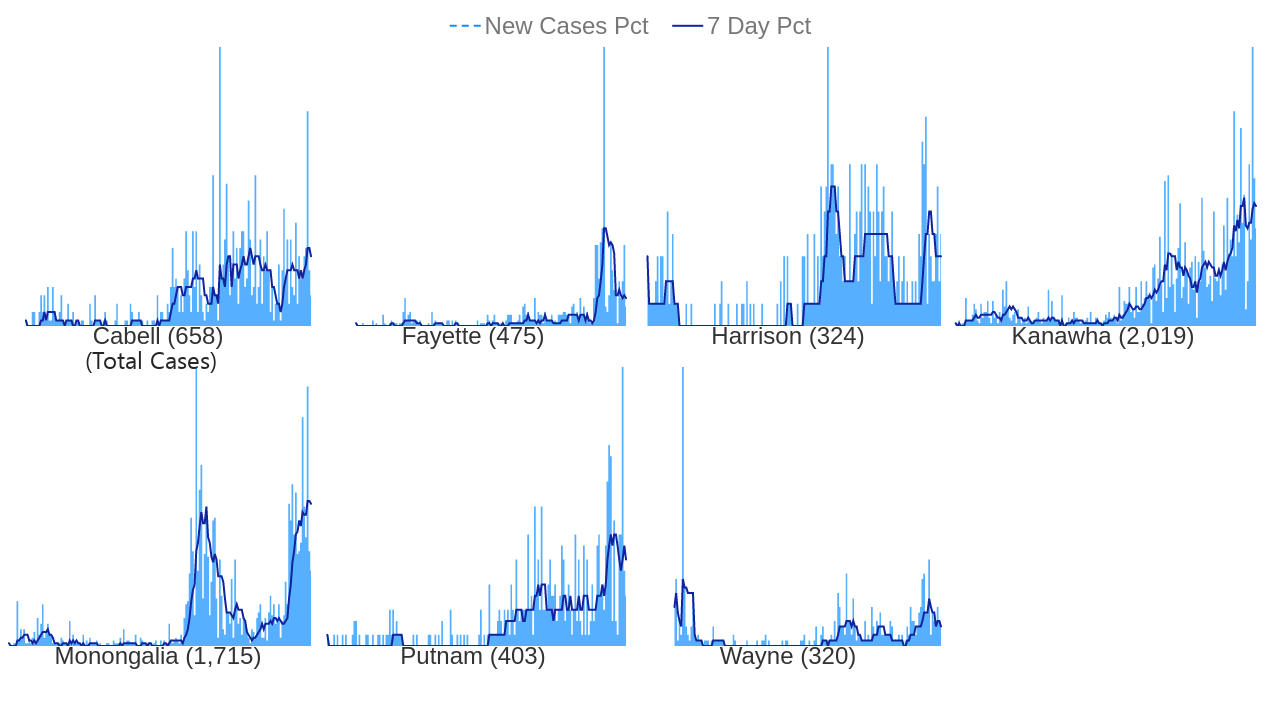 New Cases Pct 7 Day Pct
Cabell (658)
(Total Cases)
Fayette (475)
Harrison (324)
Kanawha (2,019)
Monongalia (1,715)
Putnam (403)
Wayne (320)